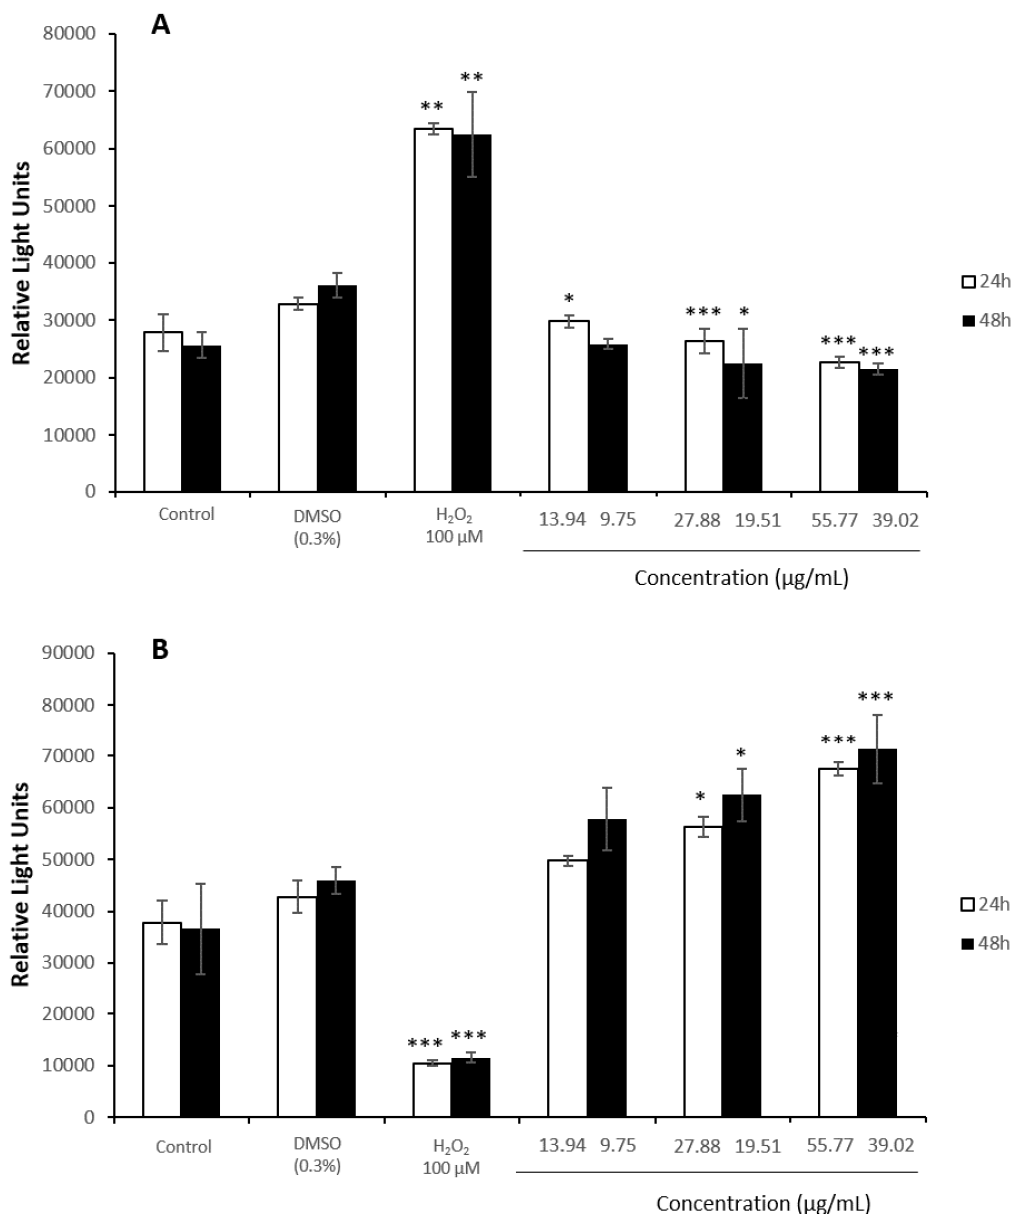 A
80000
70000
60000
50000
40000
30000
20000
10000
0
Relative Light Units
** **
* *** * *** ***
24h
48h
Control DMSO (0.3%) H₂O₂ 100 µM 13.94 9.75 27.88 19.51 55.77 39.02
Concentration (µg/mL)
B
90000
80000
70000
60000
50000
40000
30000
20000
10000
0
Relative Light Units
*** ***
* * *** ***
24h
48h
Control DMSO (0.3%) H₂O₂ 100 µM 13.94 9.75 27.88 19.51 55.77 39.02
Concentration (µg/mL)